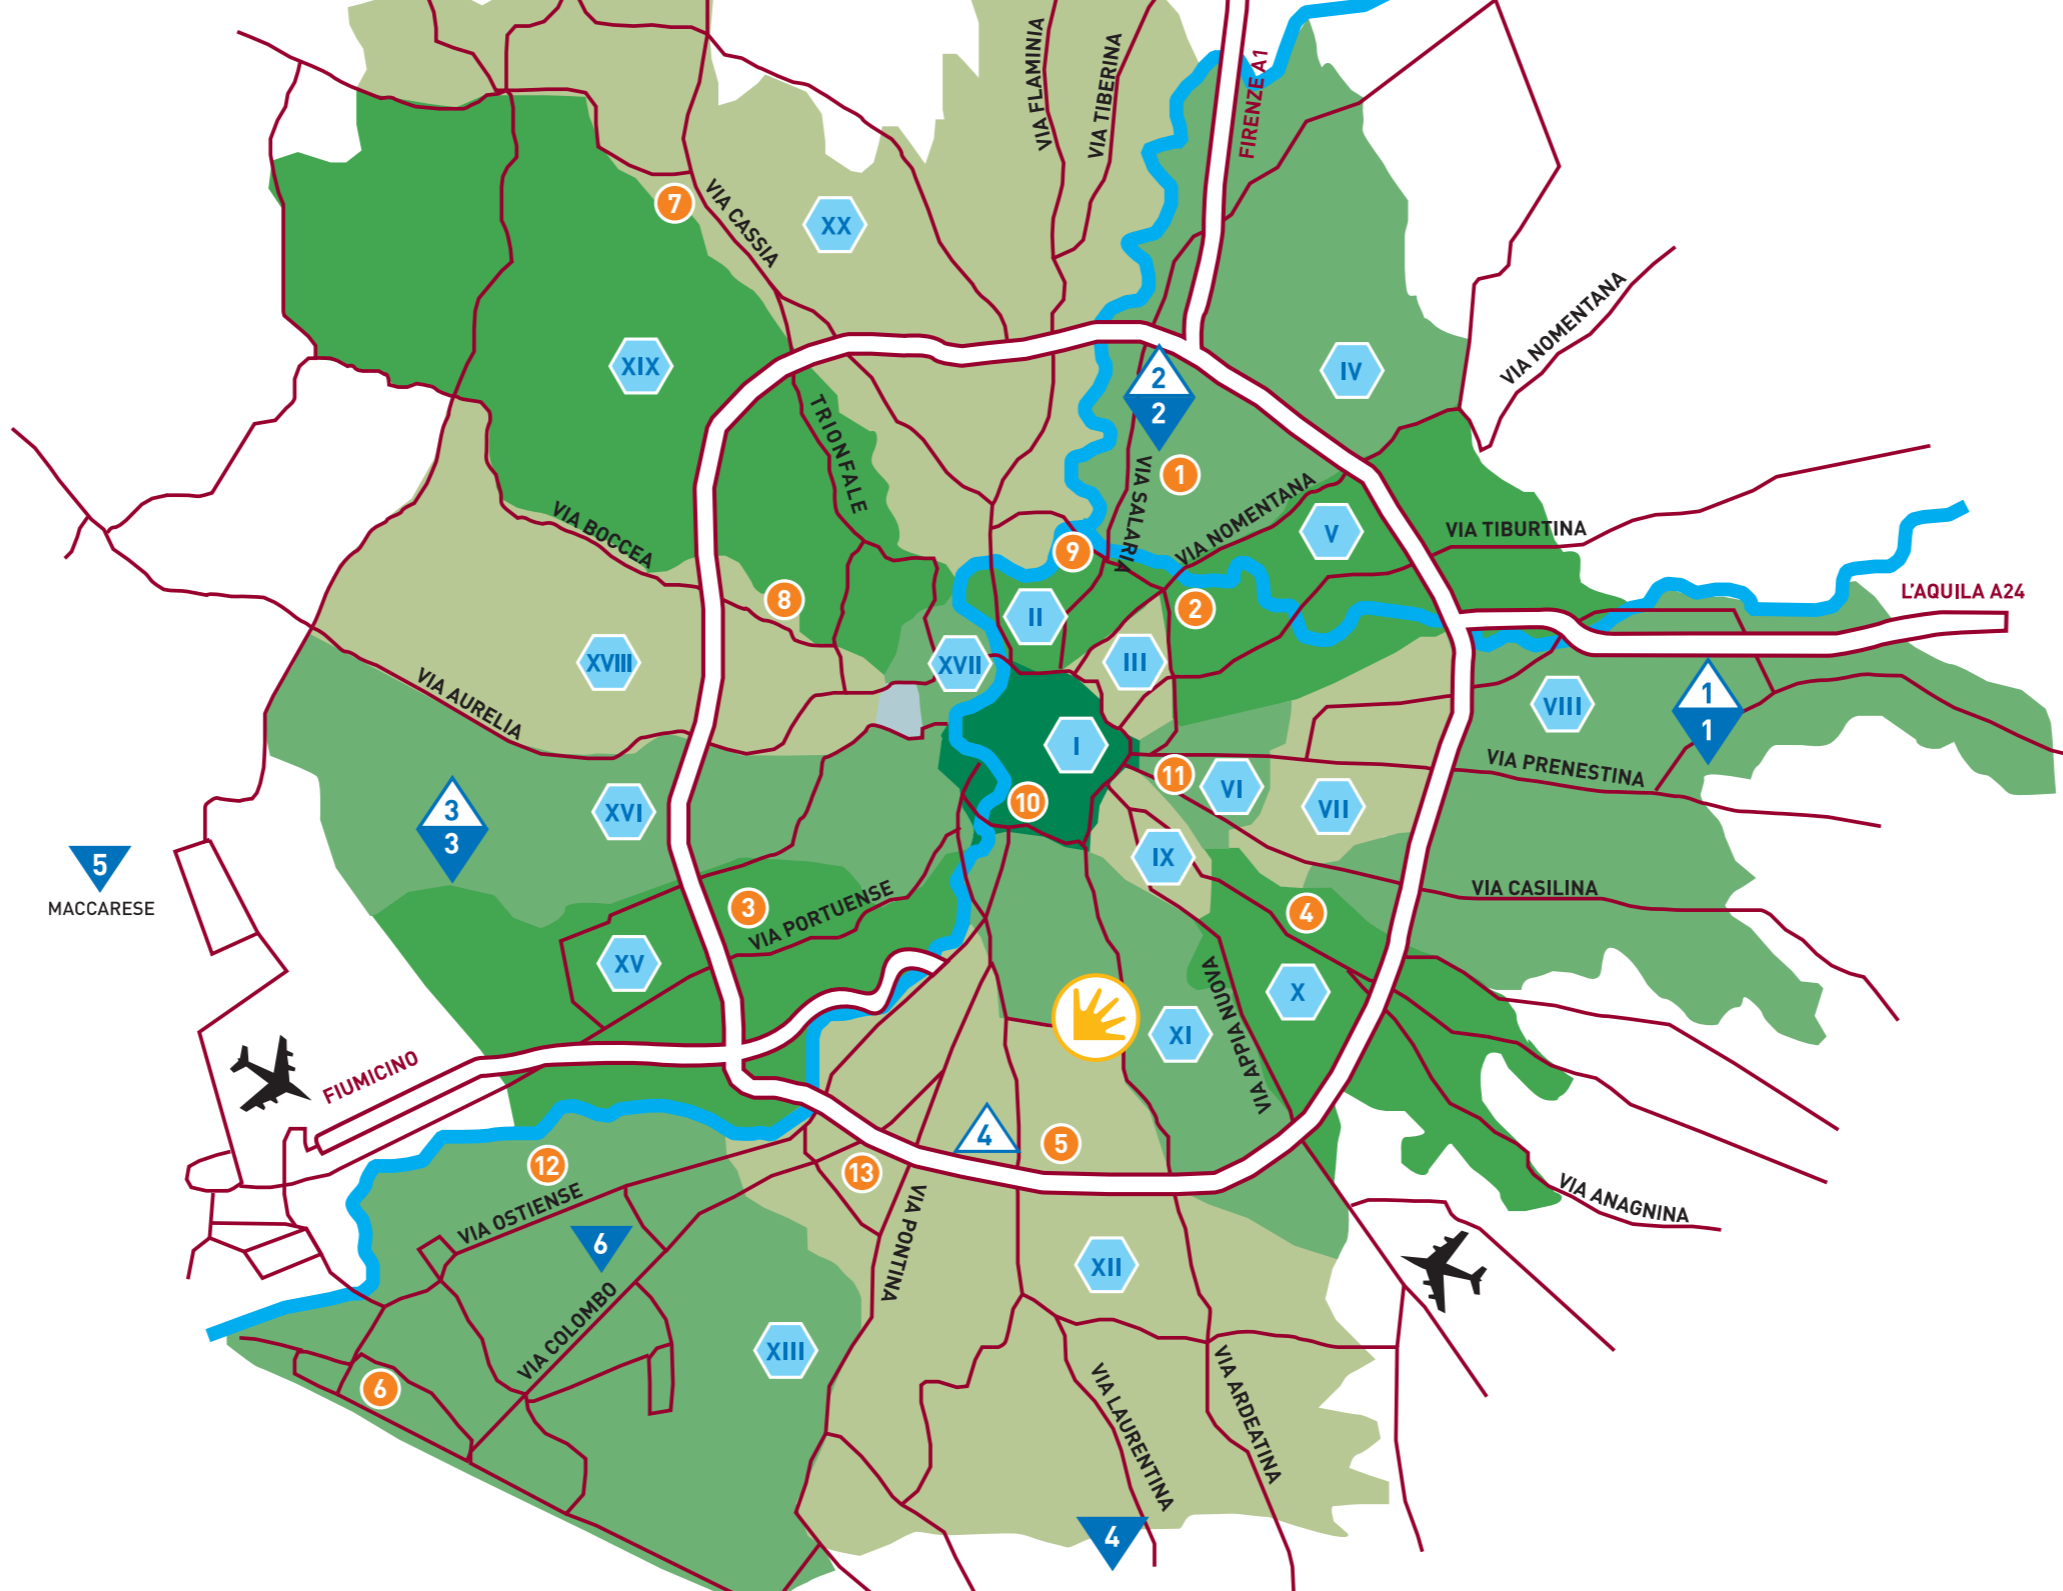 VIA FLAMINIA
VIA TIBERINA
FIRENZE A1
7
VIA CASSIA
XX
VIA NOMENTANA
XIX
2
2
IV
TRIONFALE
VIA SALARIA
1
VIA NOMENTANA
V
VIA TIBURTINA
VIA BOCCEA
9
8
2
II
L'AQUILA A24
XVIII
XVII
III
VIA AURELIA
VIII
1
1
I
VIA PRENESTINA
11
VI
10
VII
3
3
XVI
5
MACCARESE
IX
VIA CASILINA
3
VIA PORTUENSE
4
XV
VIA APPIA NUOVA
X
XI
FIUMICINO
4
5
12
13
VIA OSTIENSE
VIA ANAGNINA
6
VIA PONTINA
XII
VIA COLOMBO
XIII
6
VIA LAURENTINA
VIA ARDEATINA
4